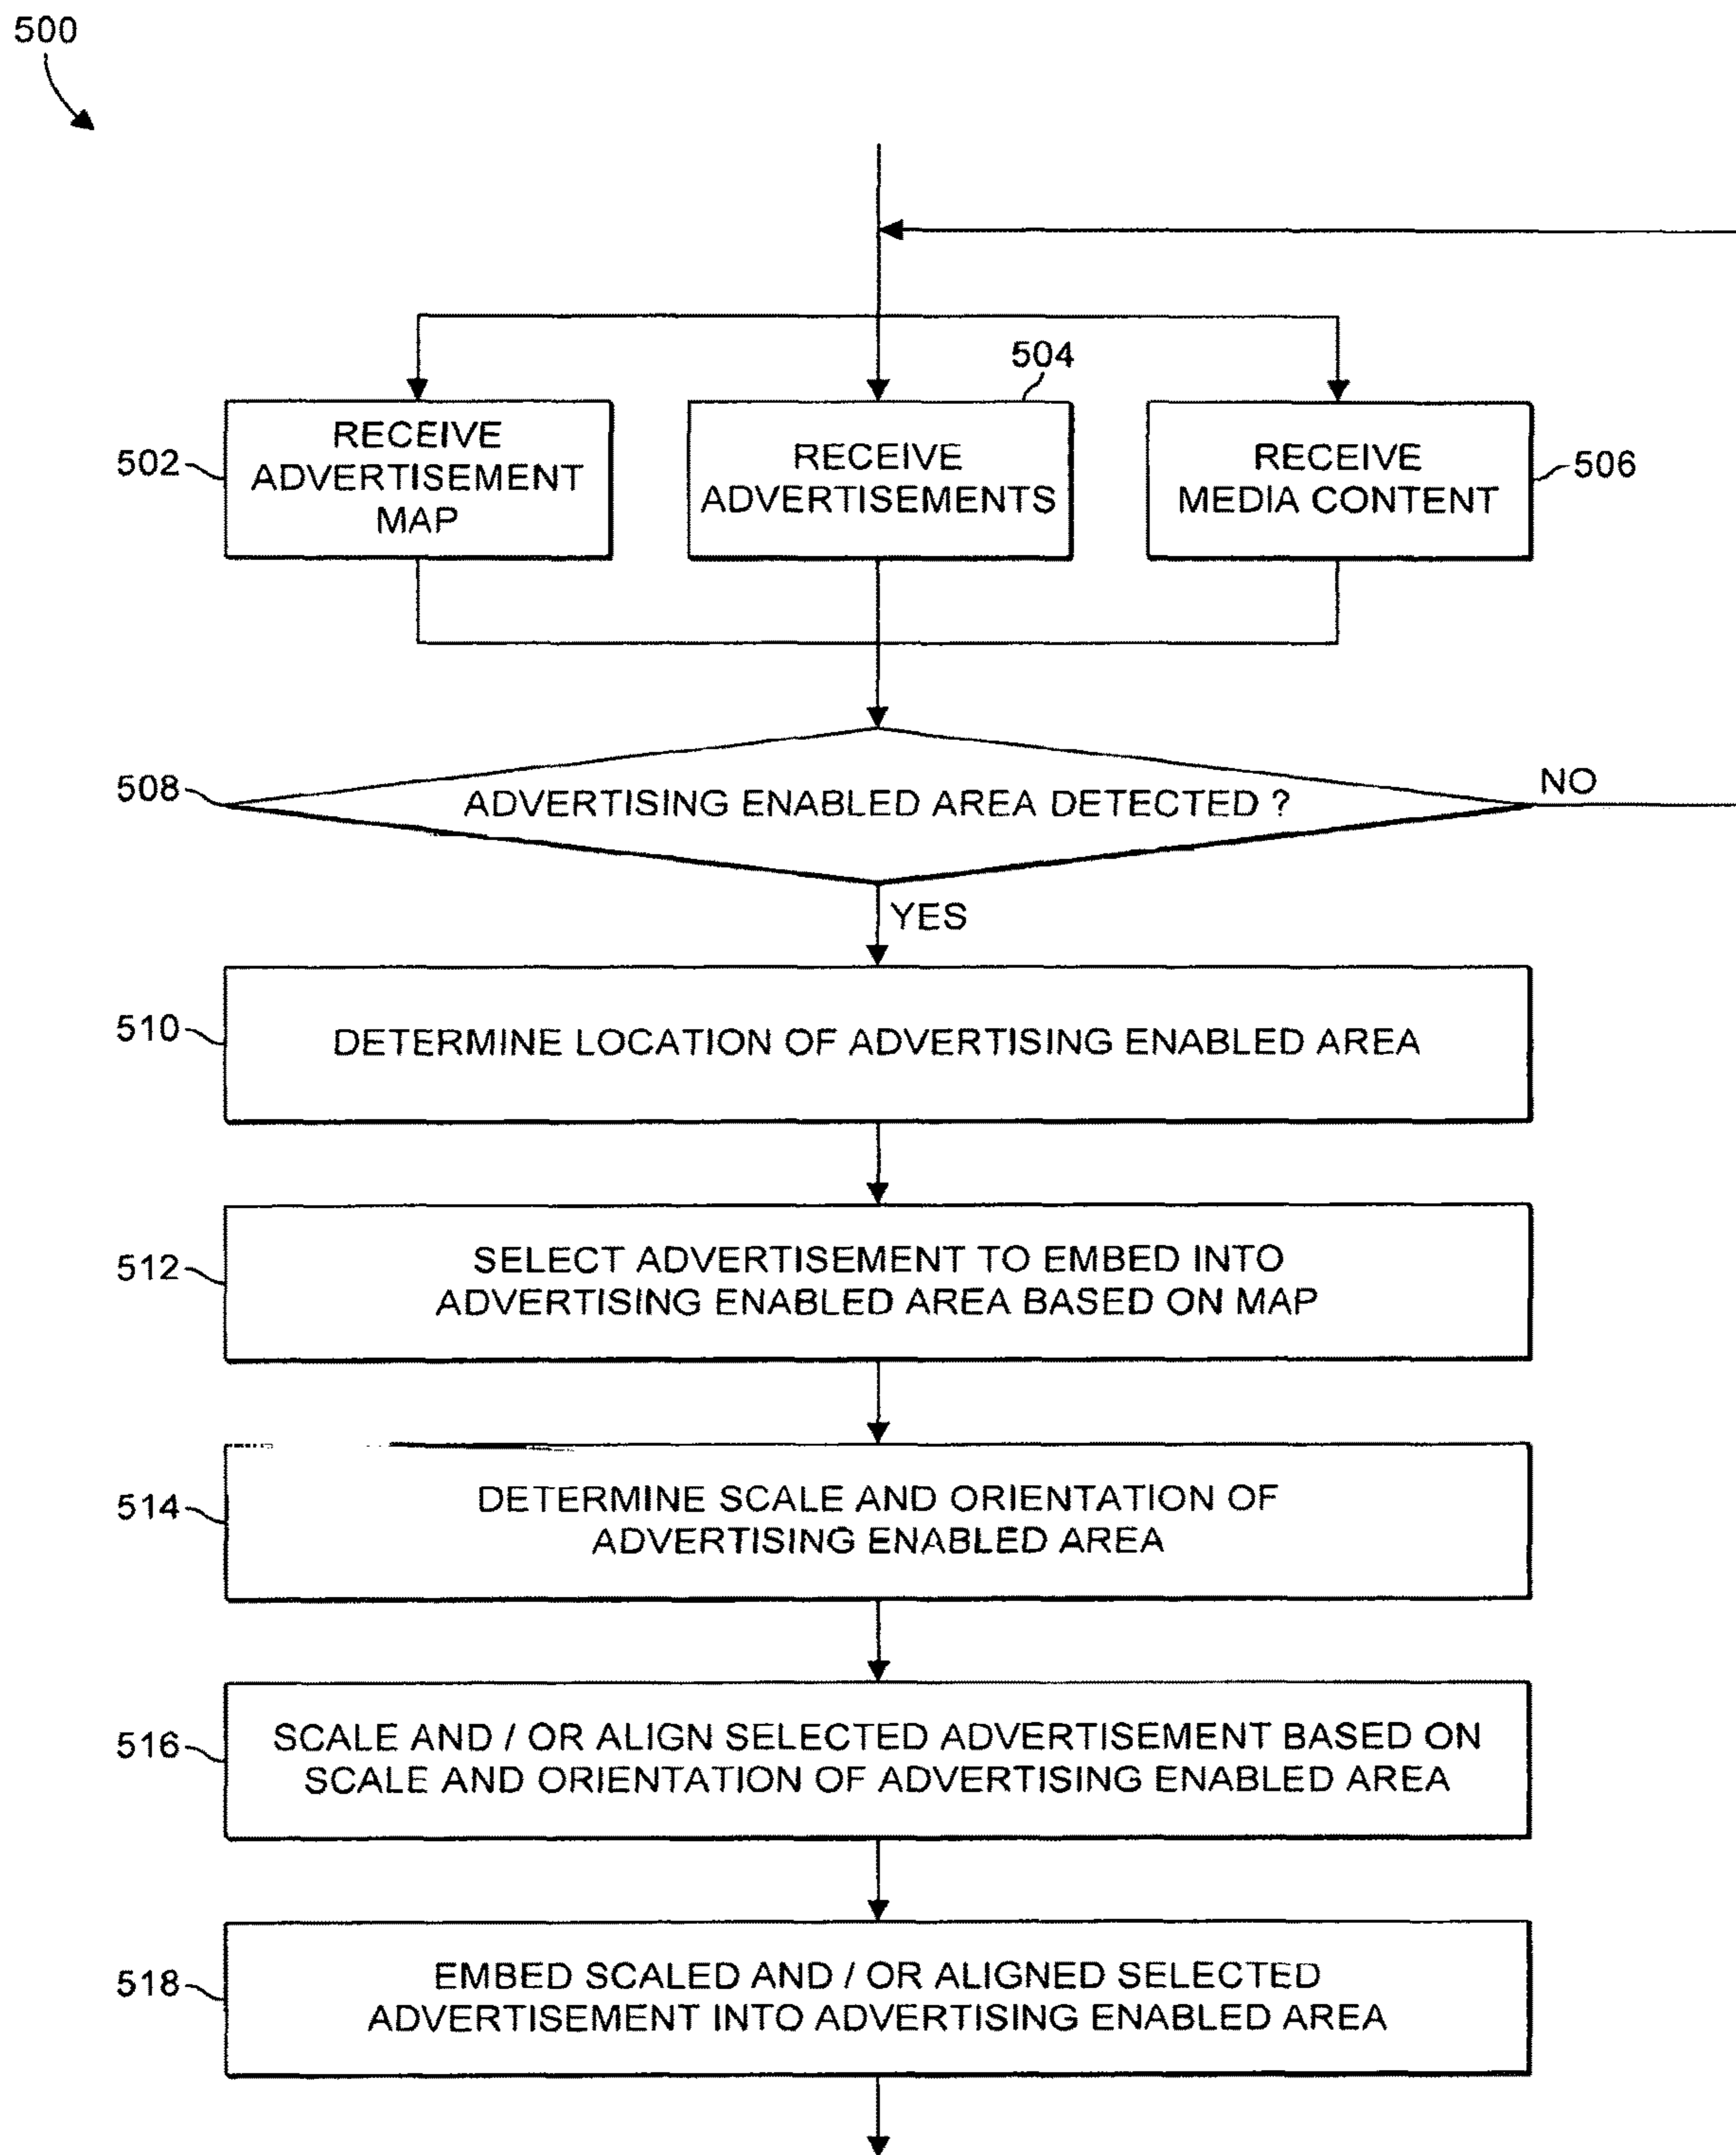 500
504
502
RECEIVE
ADVERTISEMENT
MAP
RECEIVE
ADVERTISEMENTS
RECEIVE
MEDIA CONTENT
506
508
ADVERTISING ENABLED AREA DETECTED ?
NO
YES
510
DETERMINE LOCATION OF ADVERTISING ENABLED AREA
512
SELECT ADVERTISEMENT TO EMBED INTO
ADVERTISING ENABLED AREA BASED ON MAP
514
DETERMINE SCALE AND ORIENTATION OF
ADVERTISING ENABLED AREA
516
SCALE AND / OR ALIGN SELECTED ADVERTISEMENT BASED ON
SCALE AND ORIENTATION OF ADVERTISING ENABLED AREA
518
EMBED SCALED AND / OR ALIGNED SELECTED
ADVERTISEMENT INTO ADVERTISING ENABLED AREA